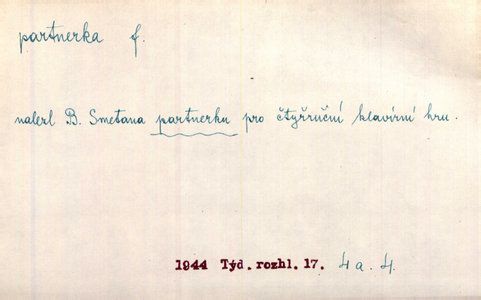 partnerka f.
nalezl B. Smetana partnerku pro čtyřruční klavírní hru.
1944 Týd. rozhl. 17. 4 a. 4.